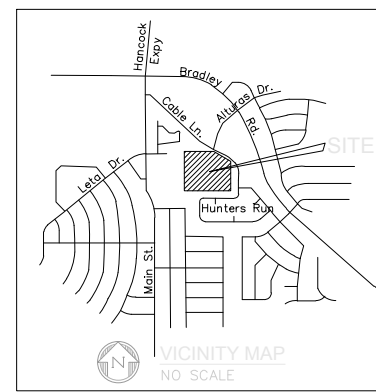 Hancock
Expy
Bradley
Rd.
Alturas Dr.
Cable Ln.
SITE
Leta Dr.
Hunters Run
Main St.
N
VICINITY MAP
NO SCALE